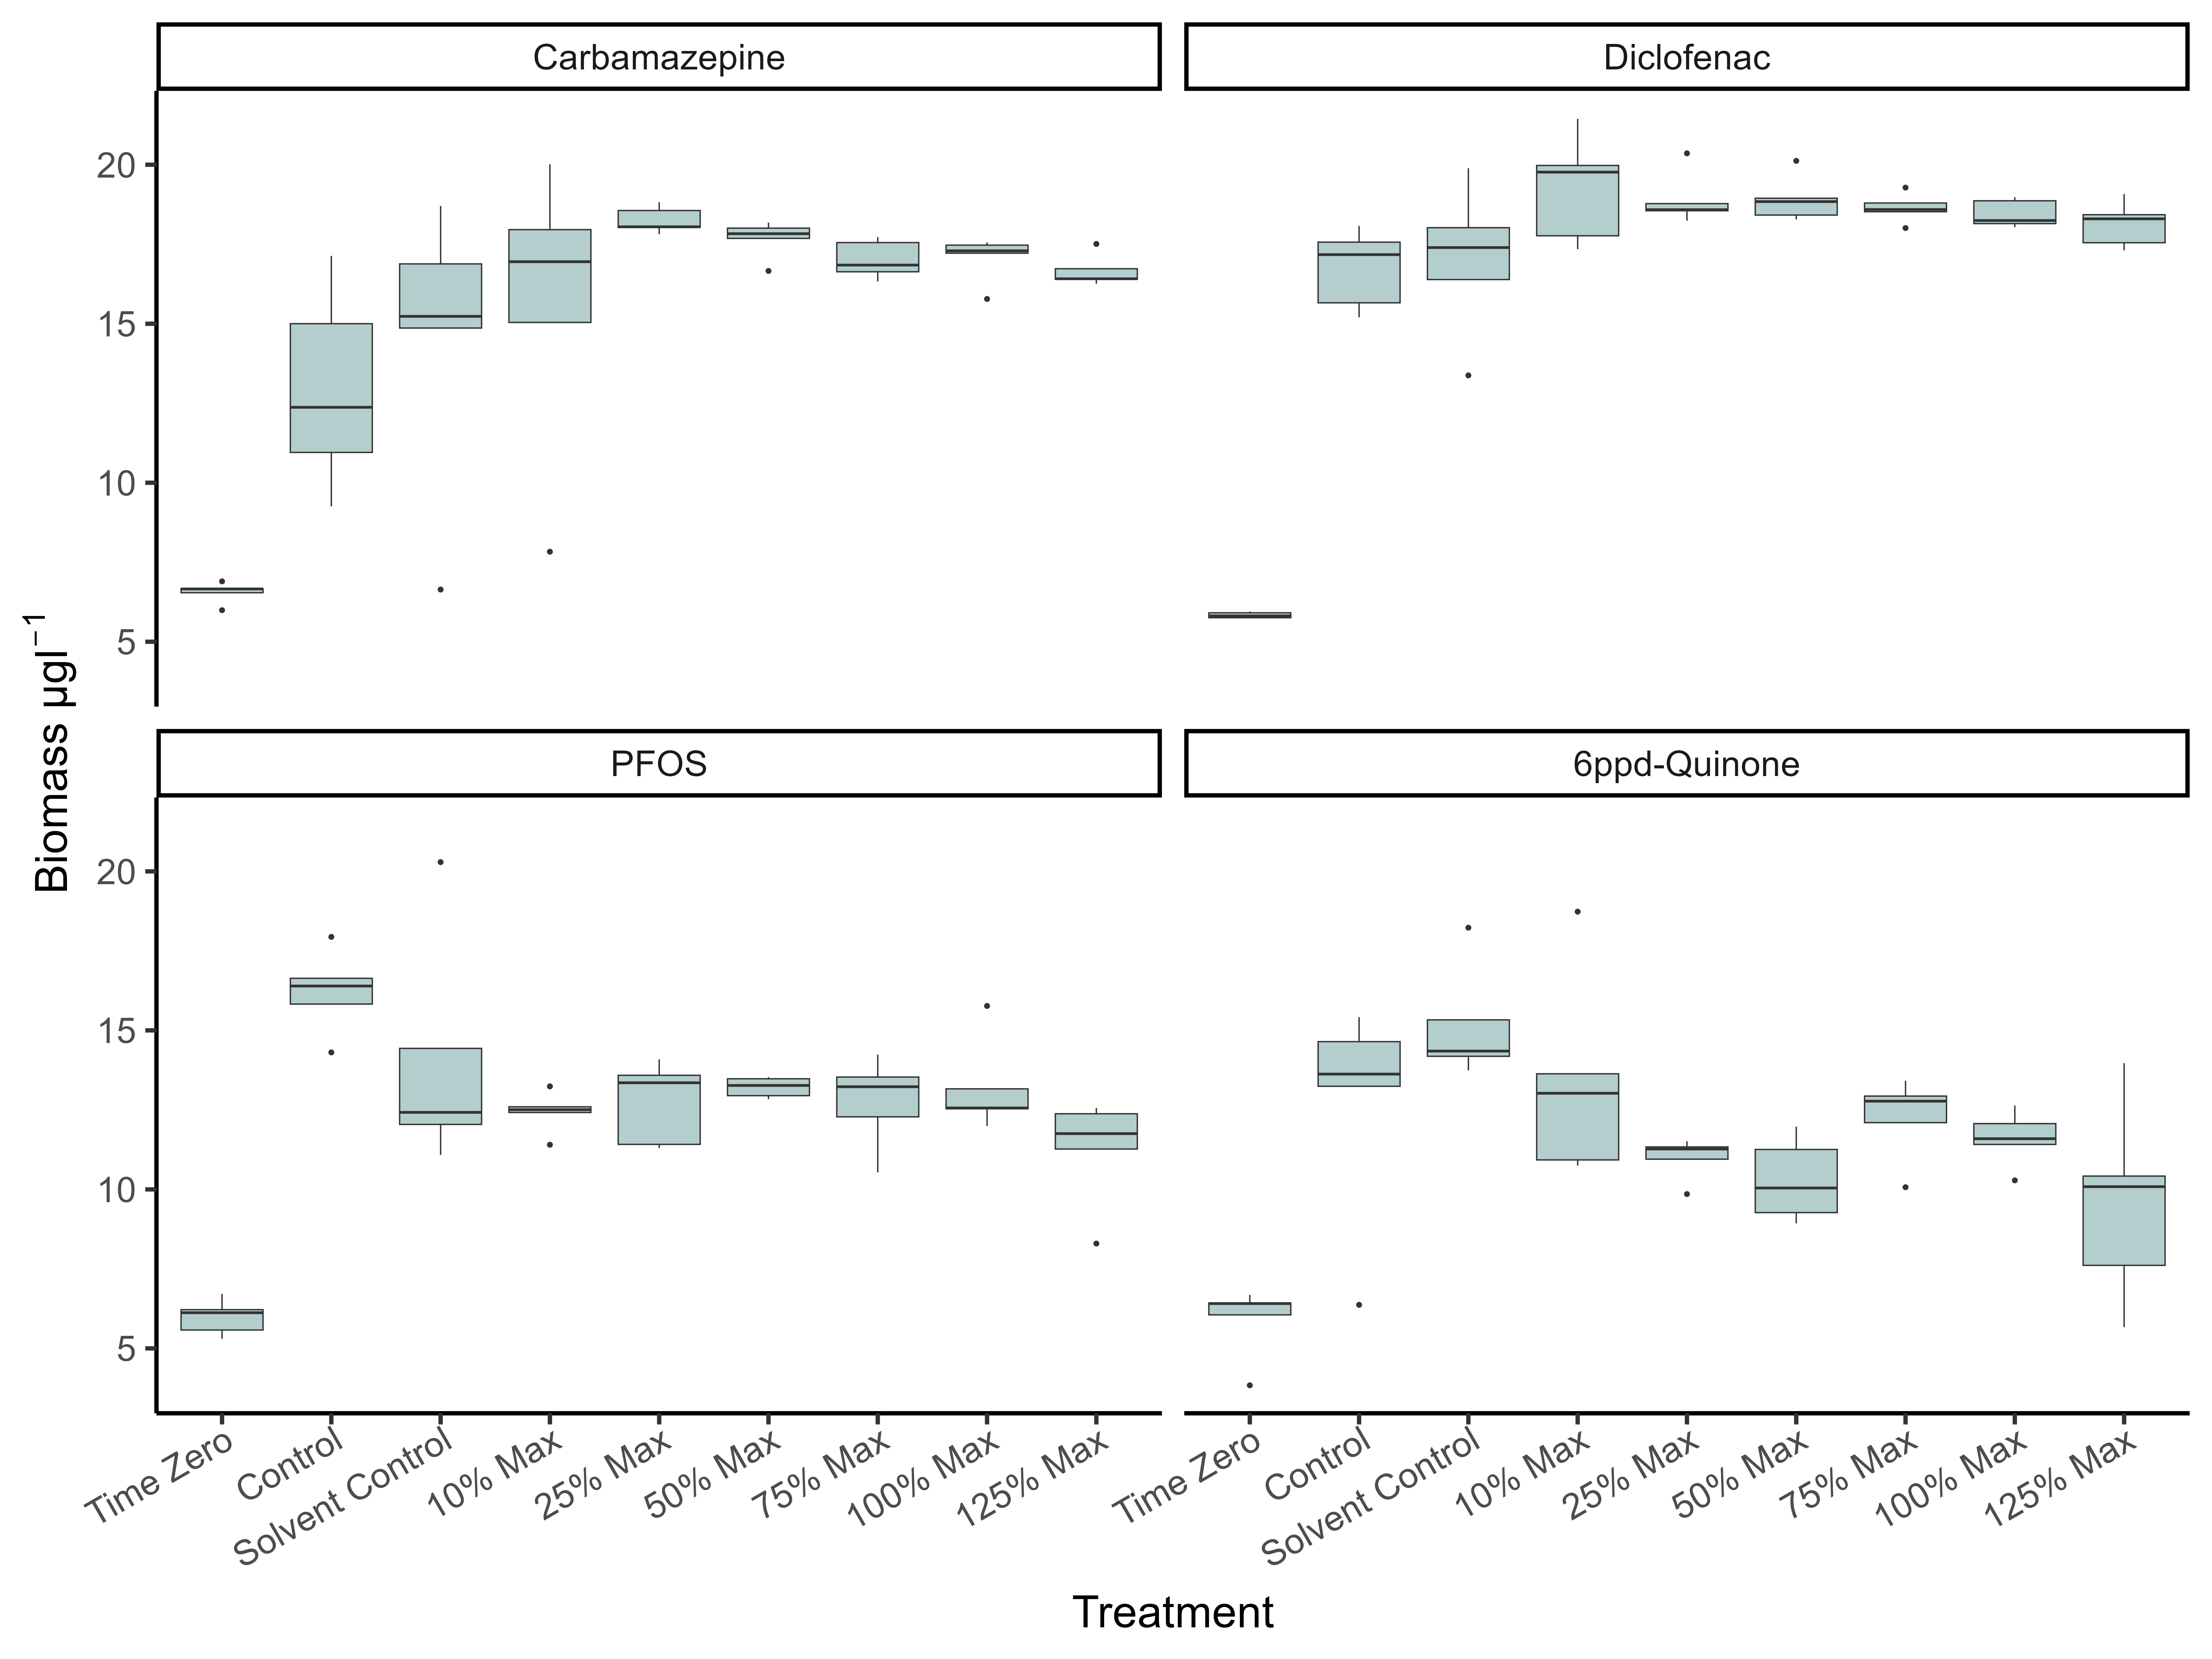 Carbamazepine
Diclofenac
20
15
10
5
PFOS
6ppd-Quinone
20
15
10
5
Biomass µgl⁻¹
Time Zero
Control
Solvent Control
10% Max
25% Max
50% Max
75% Max
100% Max
125% Max
Time Zero
Control
Solvent Control
10% Max
25% Max
50% Max
75% Max
100% Max
125% Max
Treatment